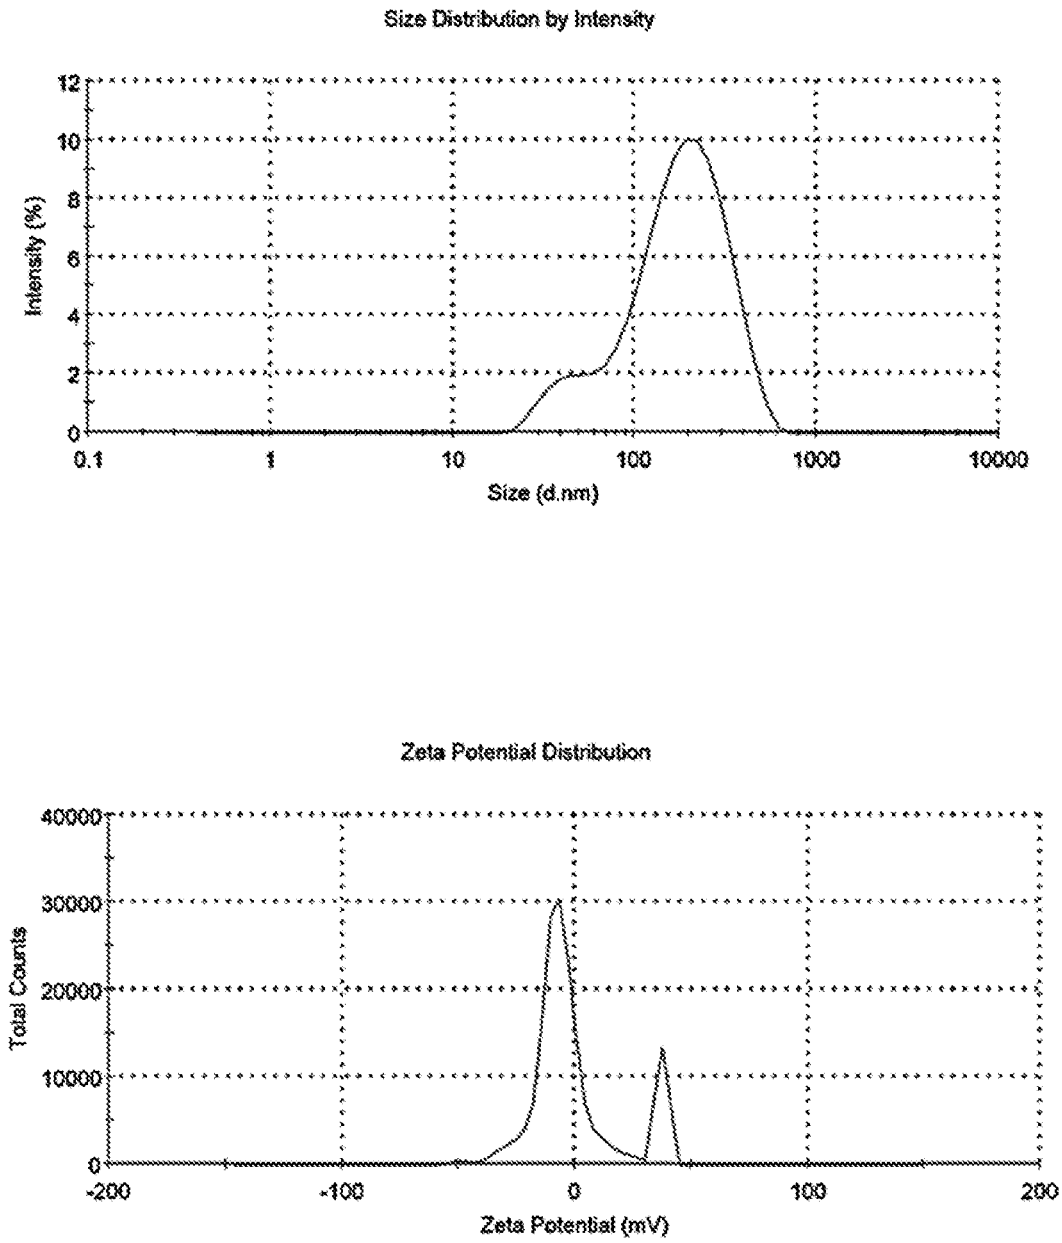 Size Distribution by Intensity
12
10
8
6
4
2
0
Intensity (%)
0.1 1 10 100 1000 10000
Size (d.nm)
Zeta Potential Distribution
40000
30000
20000
10000
0
Total Counts
-200 -100 0 100 200
Zeta Potential (mV)